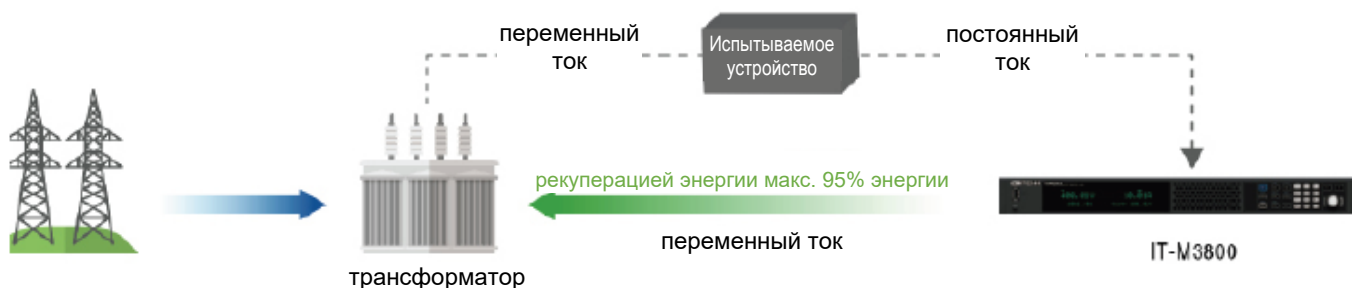 переменный
ток
Испытываемое
устройство
постоянный
ток
рекуперацией энергии макс. 95% энергии
переменный ток
трансформатор
IT-M3800